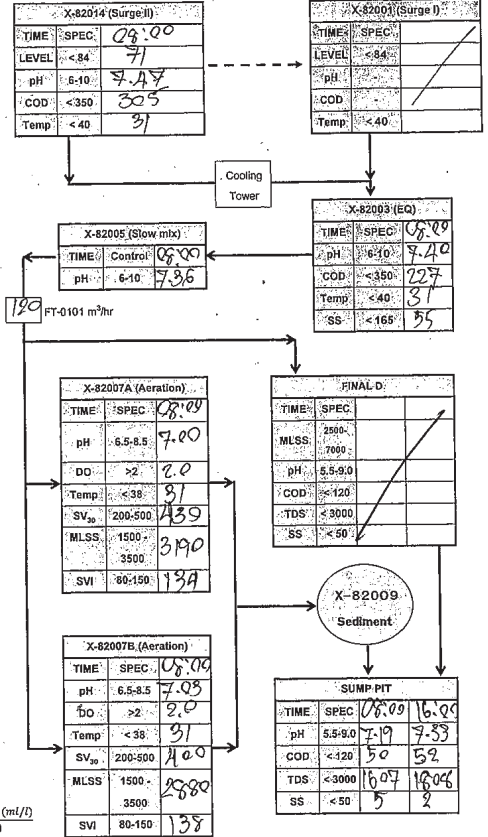 X-82014 (Surge II)
TIME SPEC 08:00
LEVEL <84 71
pH 6-10 7.47
COD <350 305
Temp <40 31
X-82001 (Surge I)
TIME SPEC
LEVEL <84
pH
COD -
Temp <40
Cooling
Tower
X-82003 (EQ)
TIME SPEC 08:00
pH 6-10 7.40
COD <350 227
Temp <40 31
SS <165 55
X-82005 (Slow mix)
TIME Control 08:00
pH 6-10 7.36
120 FT-0101 m³/hr
X-82007A (Aeration)
TIME SPEC 08:00
pH 6.5-8.5 7.00
DO >2 2.0
Temp <38 31
SV30 200-500 439
MLSS 1500-3500 3190
SVI 80-150 134
FINAL D
TIME SPEC
MLSS 2500-7000
pH 5.5-9.0
COD <120
TDS <3000
SS <50
X-82009
Sediment
X-82007B (Aeration)
TIME SPEC 08:00
pH 6.5-8.5 7.03
DO >2 2.0
Temp <38 31
SV30 200-500 400
MLSS 1500-3500 2880
SVI 80-150 138
SUMP PIT
TIME SPEC 08:00 16:00
pH 5.5-9.0 7.19 7.33
COD <120 50 52
TDS <3000 1607 1808
SS <50 5 2
(ml/l)